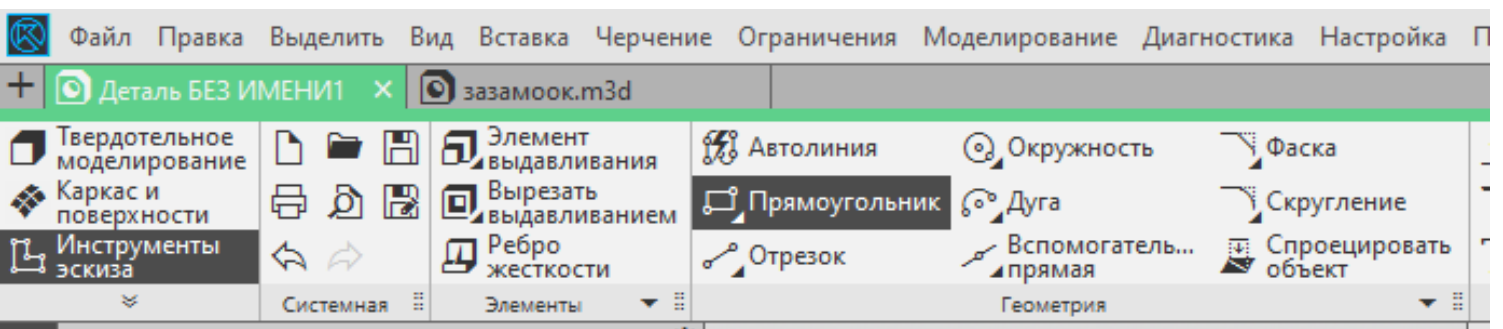 Файл Правка Выделить Вид Вставка Черчение Ограничения Моделирование Диагностика Настройка
Деталь БЕЗ ИМЕНИ1 зазамоок.m3d
Твердотельное
моделирование
Каркас и
поверхности
Инструменты
эскиза
Системная
Элемент
выдавливания
Вырезать
выдавливанием
Ребро
жесткости
Элементы
Автолиния
Прямоугольник
Отрезок
Окружность
Дуга
Вспомогатель...
прямая
Фаска
Скругление
Спроецировать
объект
Геометрия